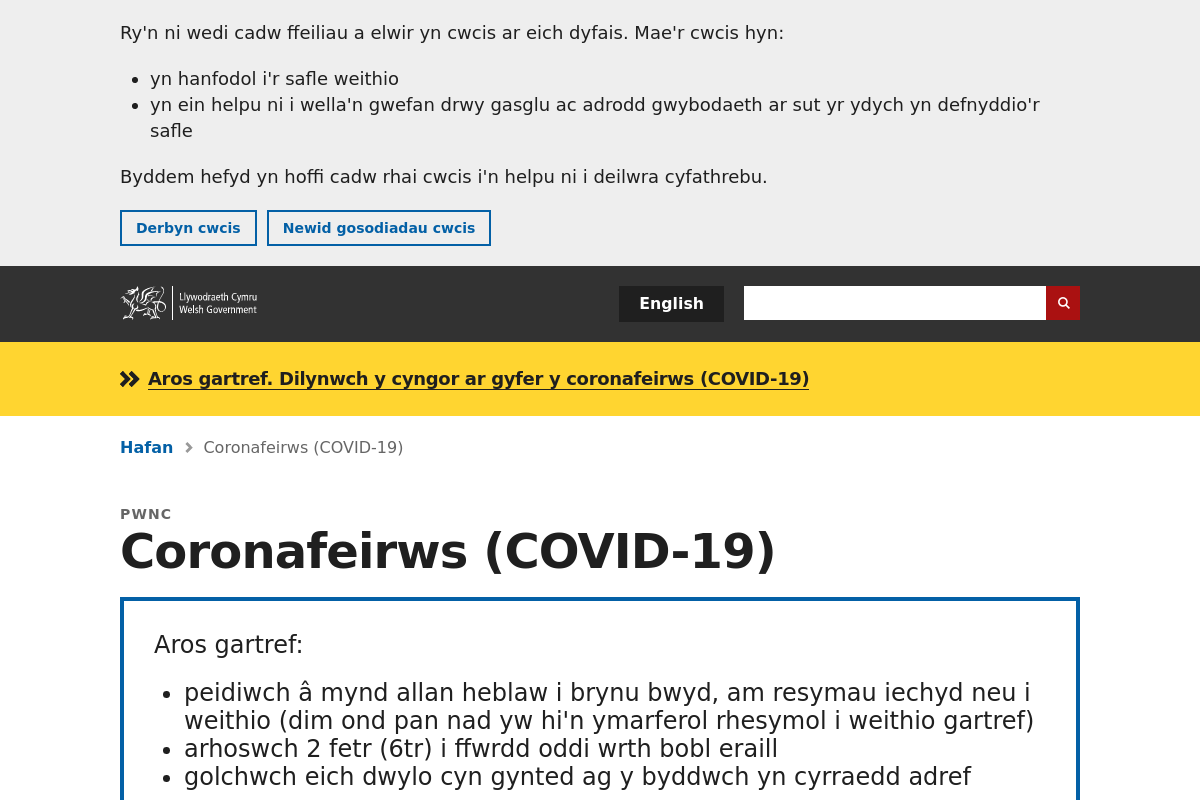 Ry'n ni wedi cadw ffeiliau a elwir yn cwcis ar eich dyfais. Mae'r cwcis hyn:
yn hanfodol i'r safle weithio
yn ein helpu ni i wella'n gwefan drwy gasglu ac adrodd gwybodaeth ar sut yr ydych yn defnyddio'r
safle
Byddem hefyd yn hoffi cadw rhai cwcis i'n helpu ni i deilwra cyfathrebu.
Derbyn cwcis
Newid gosodiadau cwcis
Llywodraeth Cymru
Welsh Government
English
Aros gartref. Dilynwch y cyngor ar gyfer y coronafeirws (COVID-19)
Hafan
Coronafeirws (COVID-19)
PWNC
Coronafeirws (COVID-19)
Aros gartref:
peidiwch â mynd allan heblaw i brynu bwyd, am resymau iechyd neu i
weithio (dim ond pan nad yw hi'n ymarferol rhesymol i weithio gartref)
arhoswch 2 fetr (6tr) i ffwrdd oddi wrth bobl eraill
golchwch eich dwylo cyn gynted ag y byddwch yn cyrraedd adref